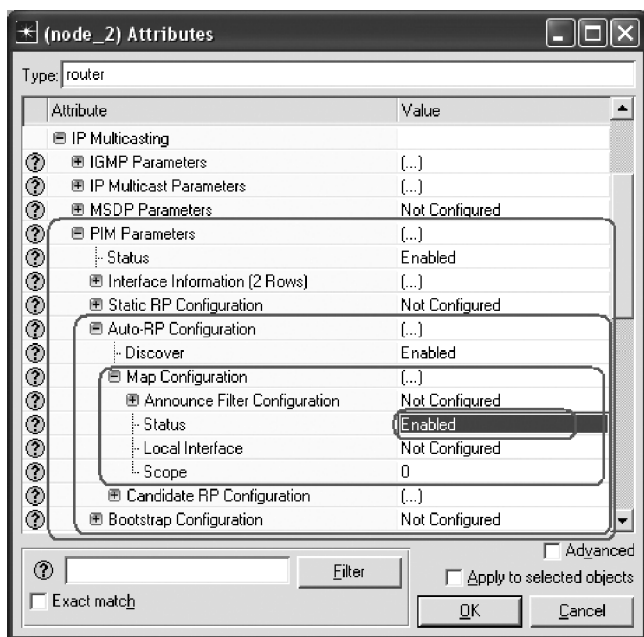 (node_2) Attributes
Type: router
Attribute Value
IP Multicasting
IGMP Parameters (...)
IP Multicast Parameters (...)
MSDP Parameters Not Configured
PIM Parameters (...)
Status Enabled
Interface Information (2 Rows) (...)
Static RP Configuration Not Configured
Auto-RP Configuration (...)
Discover Enabled
Map Configuration (...)
Announce Filter Configuration Not Configured
Status Enabled
Local Interface Not Configured
Scope 0
Candidate RP Configuration (...)
Bootstrap Configuration Not Configured
Advanced
Filter
Apply to selected objects
Exact match
OK Cancel